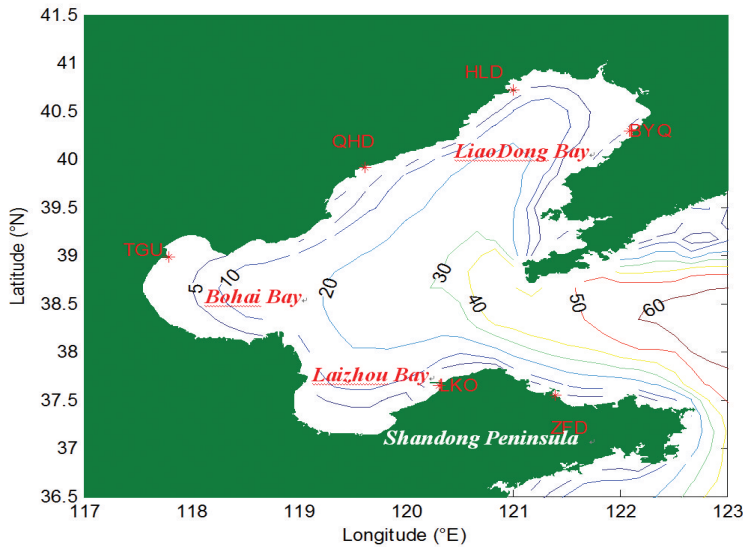 41.5
41
40.5
40
39.5
39
38.5
38
37.5
37
36.5
Latitude (°N)
HLD
BYQ
QHD
LiaoDong Bay
TGU
5
10
20
30
40
50
60
Bohai Bay
Laizhou Bay
LKO
ZFD
Shandong Peninsula
117
118
119
120
121
122
123
Longitude (°E)